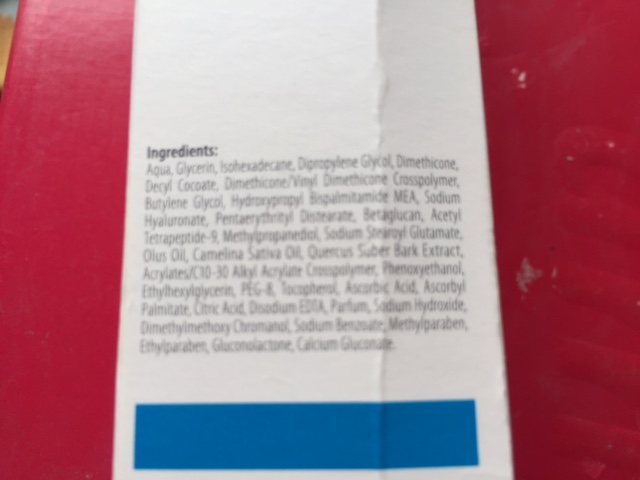 Ingredients:
Aqua, Glycerin, Isohexadecane, Dipropylene Glycol, Dimethicone,
Decyl Cocoate, Dimethicone/Vinyl Dimethicone Crosspolymer,
Butylene Glycol, Hydroxypropyl Bispalmitamide MEA, Sodium
Hyaluronate, Pentaerythrityl Distearate, Betaglucan, Acetyl
Tetrapeptide-9, Methylpropanediol, Sodium Stearoyl Glutamate,
Olus Oil, Camelina Sativa Oil, Quercus Suber Bark Extract,
Acrylates/C10-30 Alkyl Acrylate Crosspolymer, Phenoxyethanol,
Ethylhexylglycerin, PEG-8, Tocopherol, Ascorbic Acid, Ascorbyl
Palmitate, Citric Acid, Disodium EDTA, Parfum, Sodium Hydroxide,
Dimethylmethoxy Chromanol, Sodium Benzoate, Methylparaben,
Ethylparaben, Gluconolactone, Calcium Gluconate.